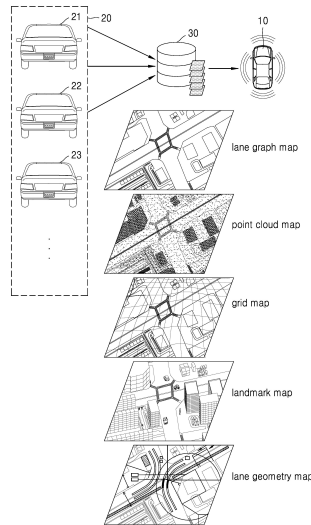 21
20
30
10
22
23
lane graph map
point cloud map
grid map
landmark map
lane geometry map